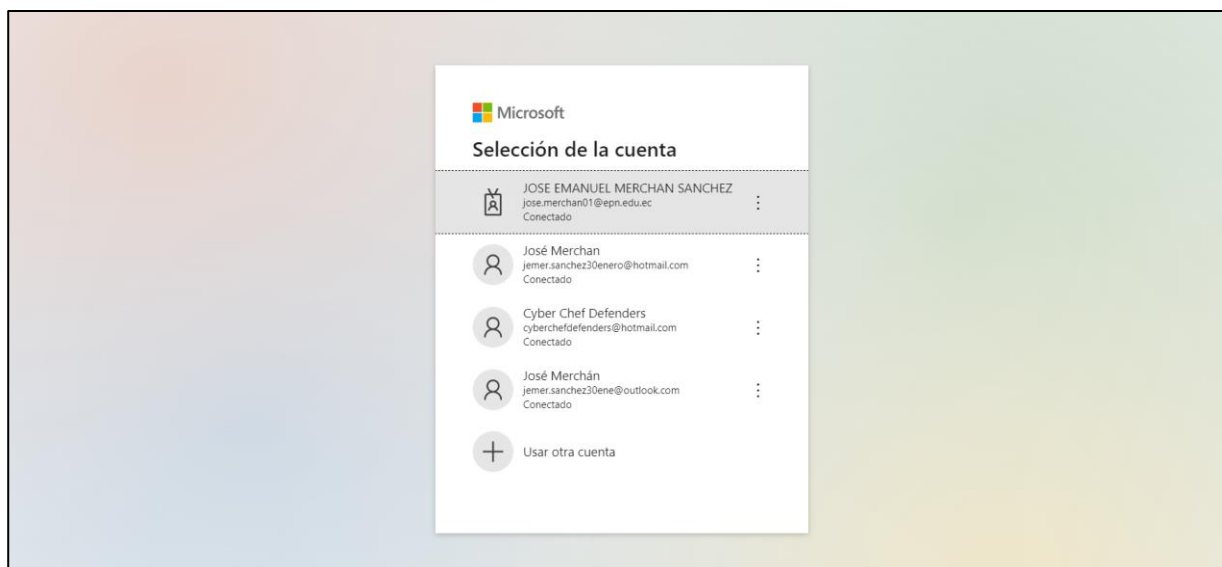 Microsoft
Selección de la cuenta
JOSE EMANUEL MERCHAN SANCHEZ
jose.merchan01@epn.edu.ec
Conectado
José Merchan
jemer.sanchez30enero@hotmail.com
Conectado
Cyber Chef Defenders
cyberchefdefenders@hotmail.com
Conectado
José Merchán
jemer.sanchez30ene@outlook.com
Conectado
Usar otra cuenta